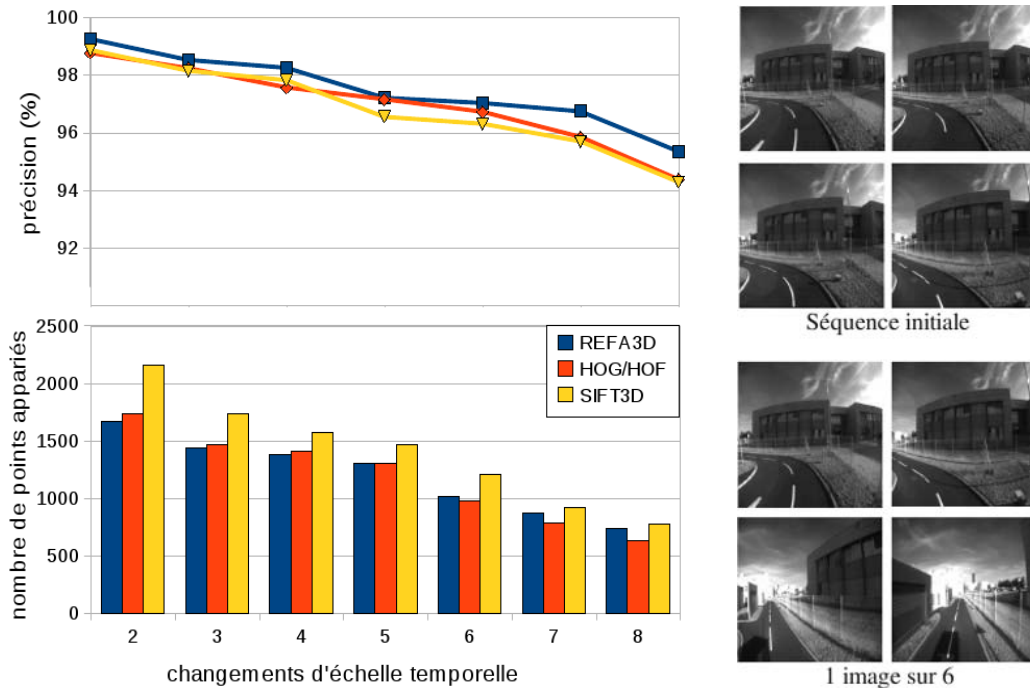 100
98
96
94
92
précision (%)
2500
2000
1500
1000
500
0
nombre de points appariés
REFA3D
HOG/HOF
SIFT3D
2 3 4 5 6 7 8
changements d'échelle temporelle
Séquence initiale
1 image sur 6